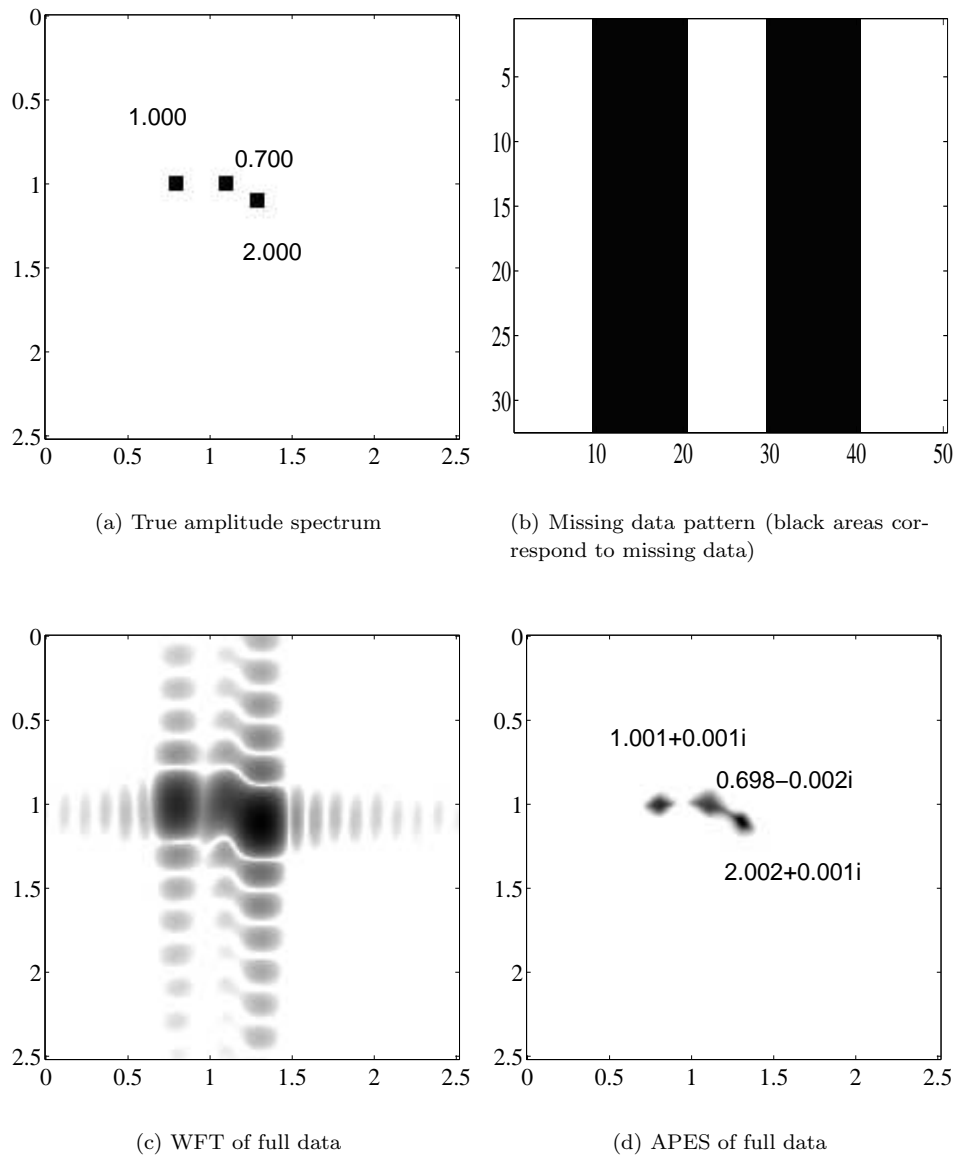 0
0.5
1
1.5
2
2.5
0 0.5 1 1.5 2 2.5
1.000
0.700
2.000
(a) True amplitude spectrum
5
10
15
20
25
30
10 20 30 40 50
(b) Missing data pattern (black areas cor-
respond to missing data)
0
0.5
1
1.5
2
2.5
0 0.5 1 1.5 2 2.5
(c) WFT of full data
0
0.5
1
1.5
2
2.5
0 0.5 1 1.5 2 2.5
1.001+0.001i
0.698−0.002i
2.002+0.001i
(d) APES of full data